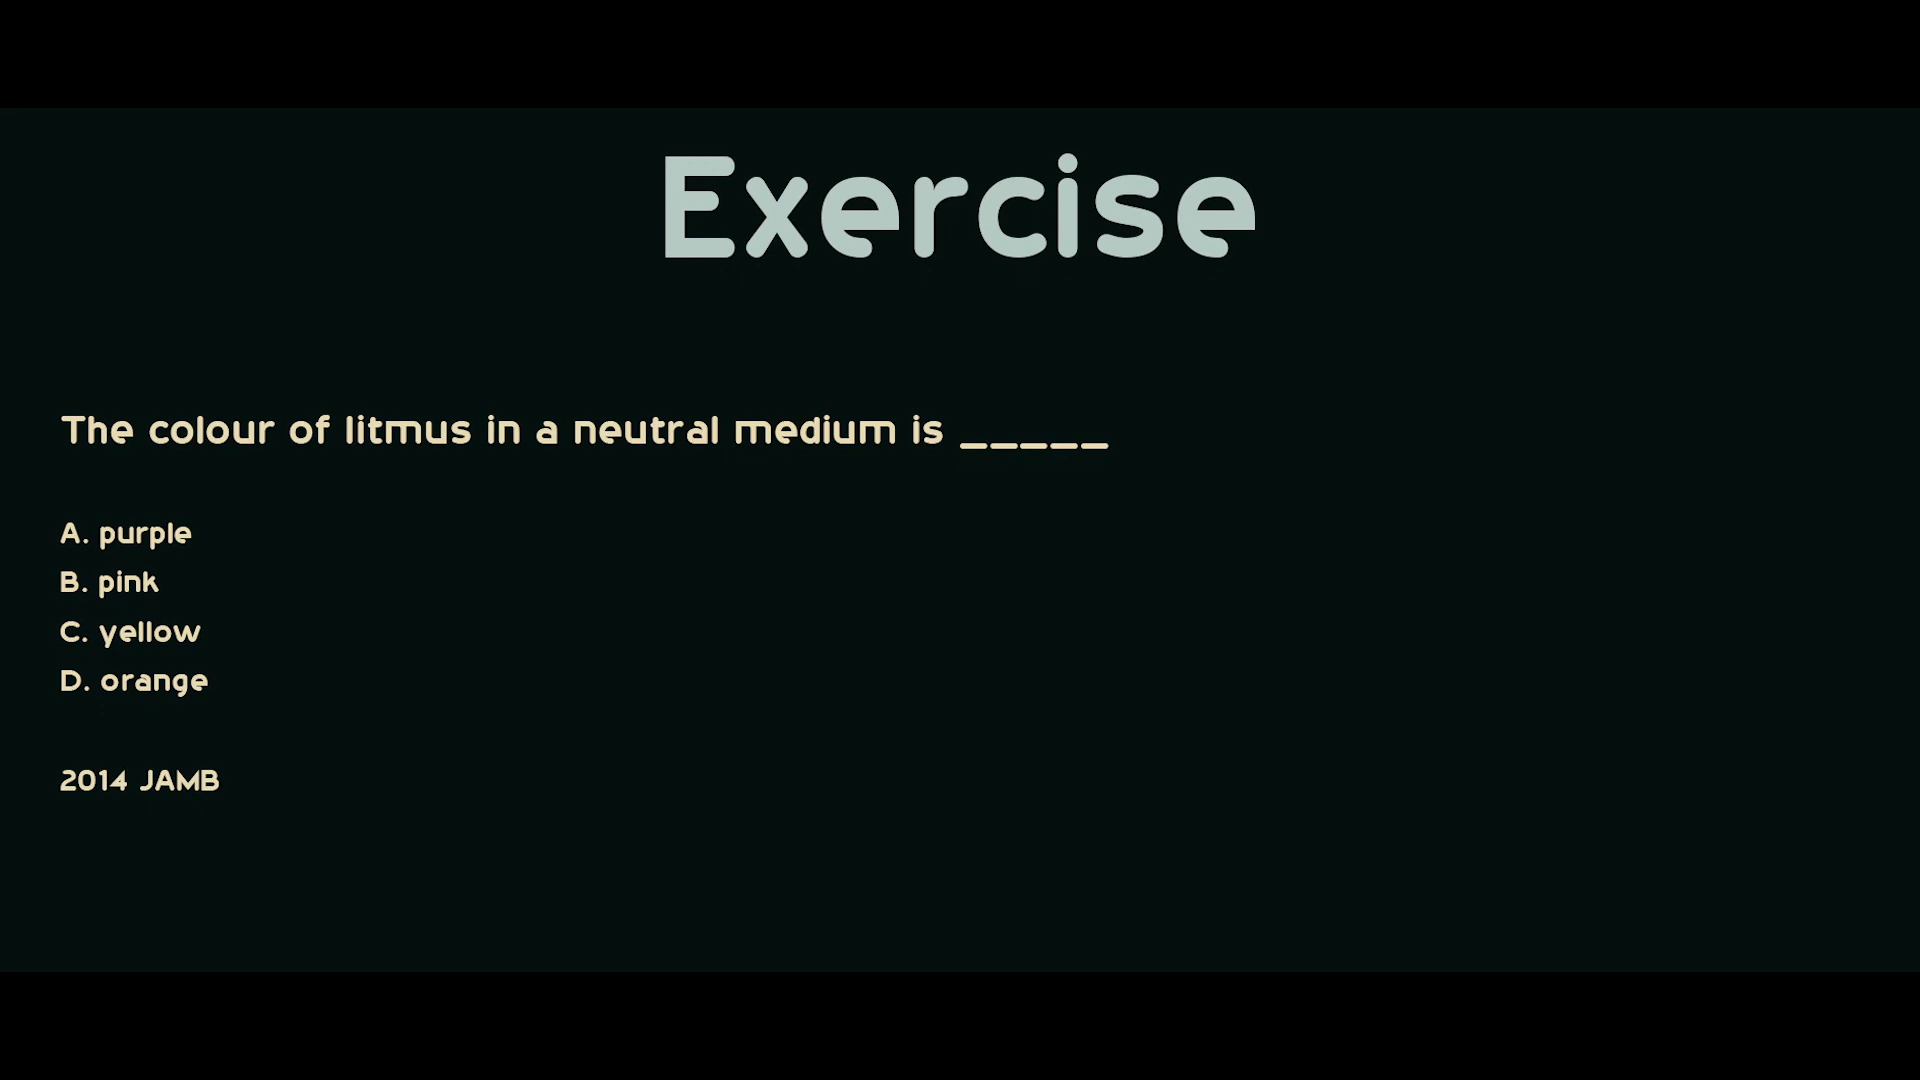 Exercise
The colour of litmus in a neutral medium is _____
A. purple
B. pink
C. yellow
D. orange
2014 JAMB